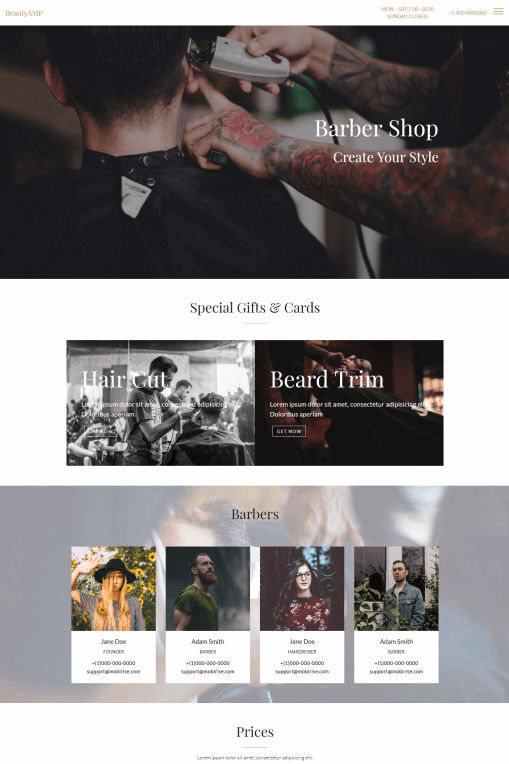 BeautyAMP
MON - SAT: 7.00 - 10.00
SUNDAY: CLOSED
+1-000-0000000
Barber Shop
Create Your Style
Special Gifts & Cards
Hair Cut
Lorem ipsum dolor sit amet, consectetur adipisicing elit.
Doloribus aperiam
GET NOW
Beard Trim
Lorem ipsum dolor sit amet, consectetur adipisicing elit.
Doloribus aperiam
GET NOW
Barbers
Jane Doe
FOUNDER
+(1)000-000-0000
support@mobirise.com
Adam Smith
BARBER
+(1)000-000-0000
support@mobirise.com
Jane Doe
HAIRDRESSER
+(1)000-000-0000
support@mobirise.com
Adam Smith
BARBER
+(1)000-000-0000
support@mobirise.com
Prices
Lorem ipsum dolor sit amet, consectetur adipisicing elit.